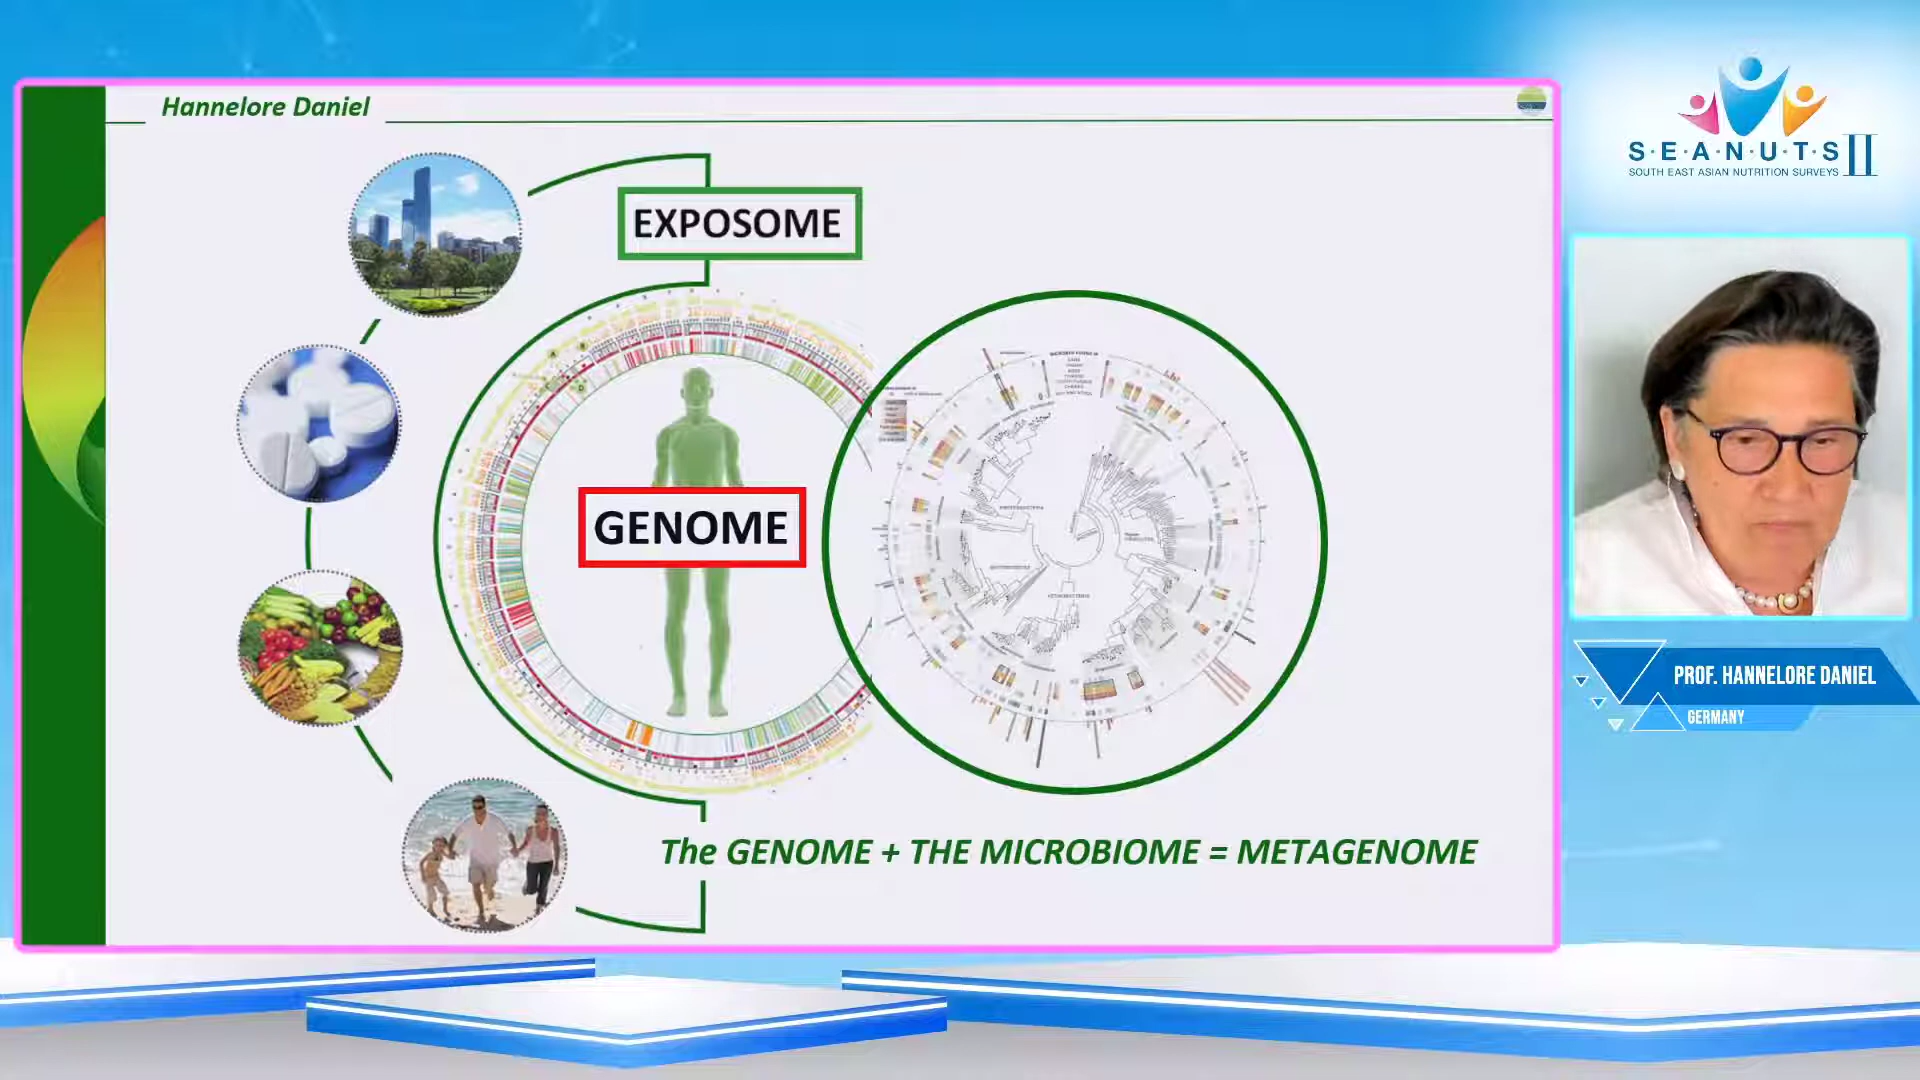 Hannelore Daniel
EXPOSOME
GENOME
The GENOME + THE MICROBIOME = METAGENOME
S·E·A·N·U·T·S II
SOUTH EAST ASIAN NUTRITION SURVEYS
PROF. HANNELORE DANIEL
GERMANY